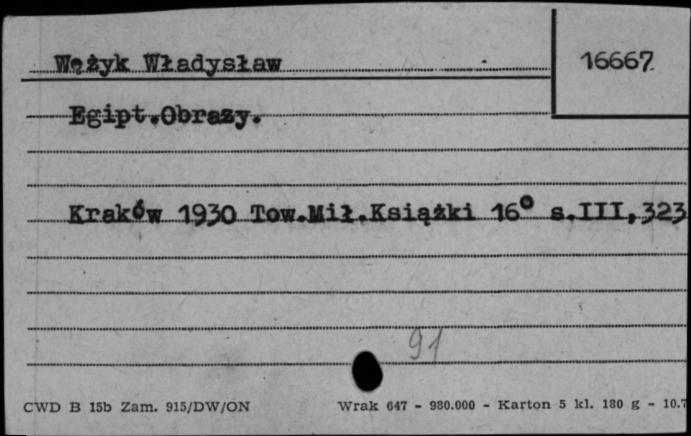 Wężyk Władysław
16667
Egipt.Obrazy.
Kraków 1930 Tow.Mił.Książki 16° s.III,323
91
CWD B 15b Zam. 915/DW/ON Wrak 647 - 980.000 - Karton 5 kl. 180 g - 10.7